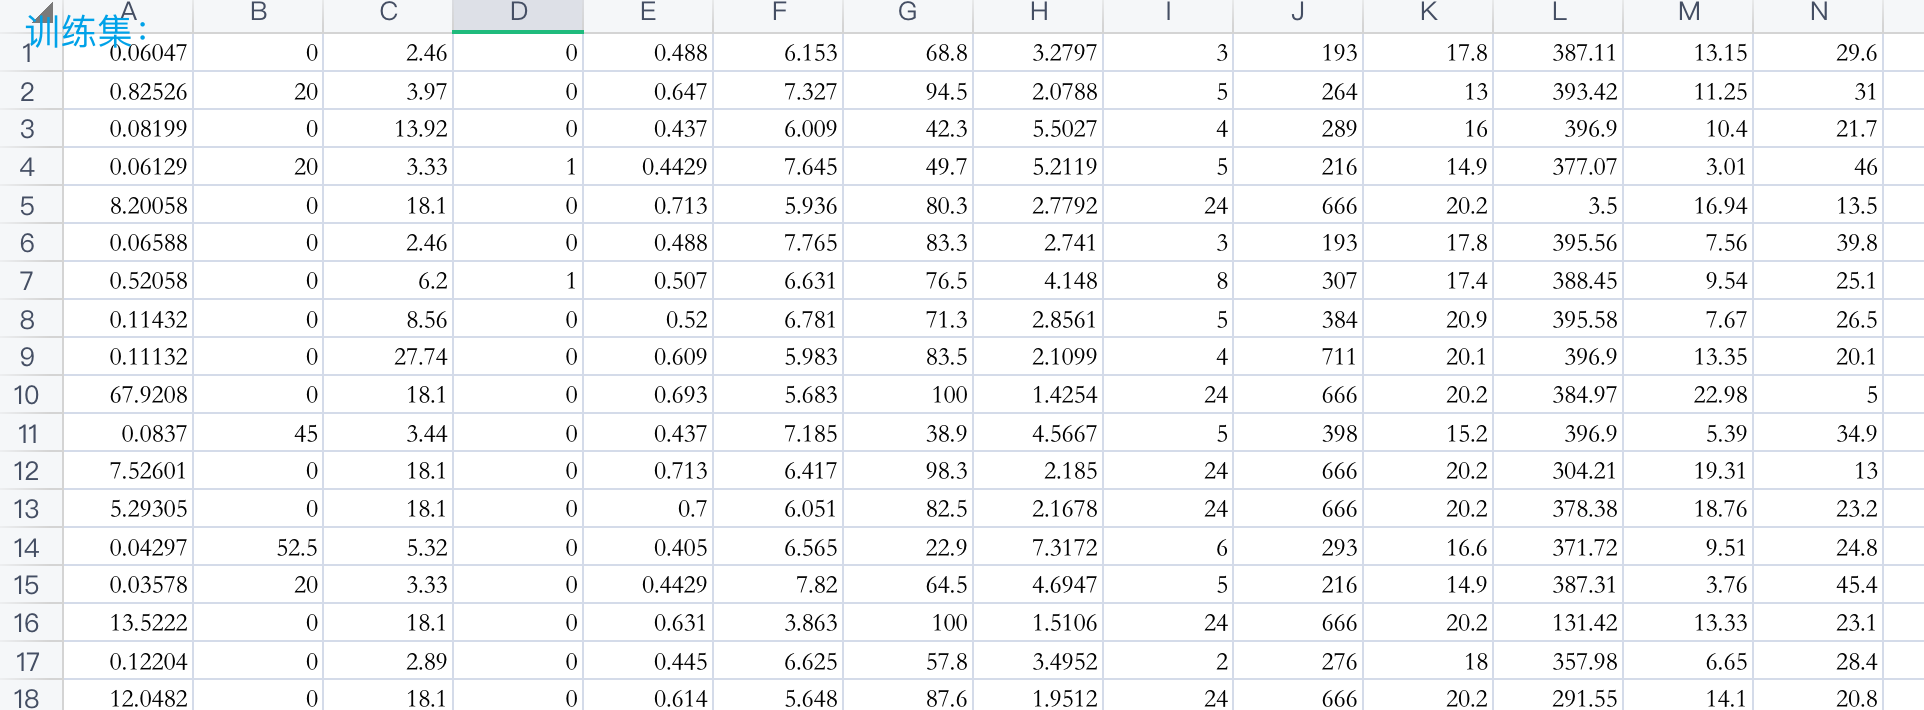 A B C D E F G H I J K L M N
训练集：
1 0.06047 0 2.46 0 0.488 6.153 68.8 3.2797 3 193 17.8 387.11 13.15 29.6
2 0.82526 20 3.97 0 0.647 7.327 94.5 2.0788 5 264 13 393.42 11.25 31
3 0.08199 0 13.92 0 0.437 6.009 42.3 5.5027 4 289 16 396.9 10.4 21.7
4 0.06129 20 3.33 1 0.4429 7.645 49.7 5.2119 5 216 14.9 377.07 3.01 46
5 8.20058 0 18.1 0 0.713 5.936 80.3 2.7792 24 666 20.2 3.5 16.94 13.5
6 0.06588 0 2.46 0 0.488 7.765 83.3 2.741 3 193 17.8 395.56 7.56 39.8
7 0.52058 0 6.2 1 0.507 6.631 76.5 4.148 8 307 17.4 388.45 9.54 25.1
8 0.11432 0 8.56 0 0.52 6.781 71.3 2.8561 5 384 20.9 395.58 7.67 26.5
9 0.11132 0 27.74 0 0.609 5.983 83.5 2.1099 4 711 20.1 396.9 13.35 20.1
10 67.9208 0 18.1 0 0.693 5.683 100 1.4254 24 666 20.2 384.97 22.98 5
11 0.0837 45 3.44 0 0.437 7.185 38.9 4.5667 5 398 15.2 396.9 5.39 34.9
12 7.52601 0 18.1 0 0.713 6.417 98.3 2.185 24 666 20.2 304.21 19.31 13
13 5.29305 0 18.1 0 0.7 6.051 82.5 2.1678 24 666 20.2 378.38 18.76 23.2
14 0.04297 52.5 5.32 0 0.405 6.565 22.9 7.3172 6 293 16.6 371.72 9.51 24.8
15 0.03578 20 3.33 0 0.4429 7.82 64.5 4.6947 5 216 14.9 387.31 3.76 45.4
16 13.5222 0 18.1 0 0.631 3.863 100 1.5106 24 666 20.2 131.42 13.33 23.1
17 0.12204 0 2.89 0 0.445 6.625 57.8 3.4952 2 276 18 357.98 6.65 28.4
18 12.0482 0 18.1 0 0.614 5.648 87.6 1.9512 24 666 20.2 291.55 14.1 20.8